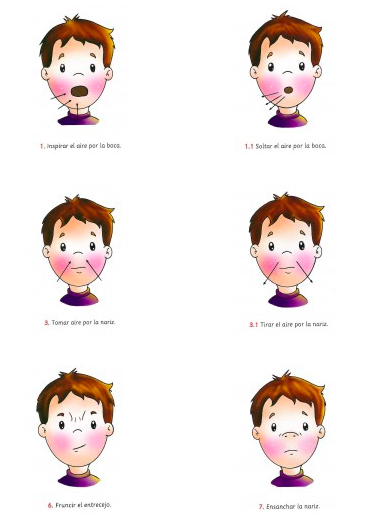 1. Inspirar el aire por la boca.
1.1 Soltar el aire por la boca.
3. Tomar aire por la nariz.
3.1 Tirar el aire por la nariz.
6. Fruncir el entrecejo.
7. Ensanchar la nariz.